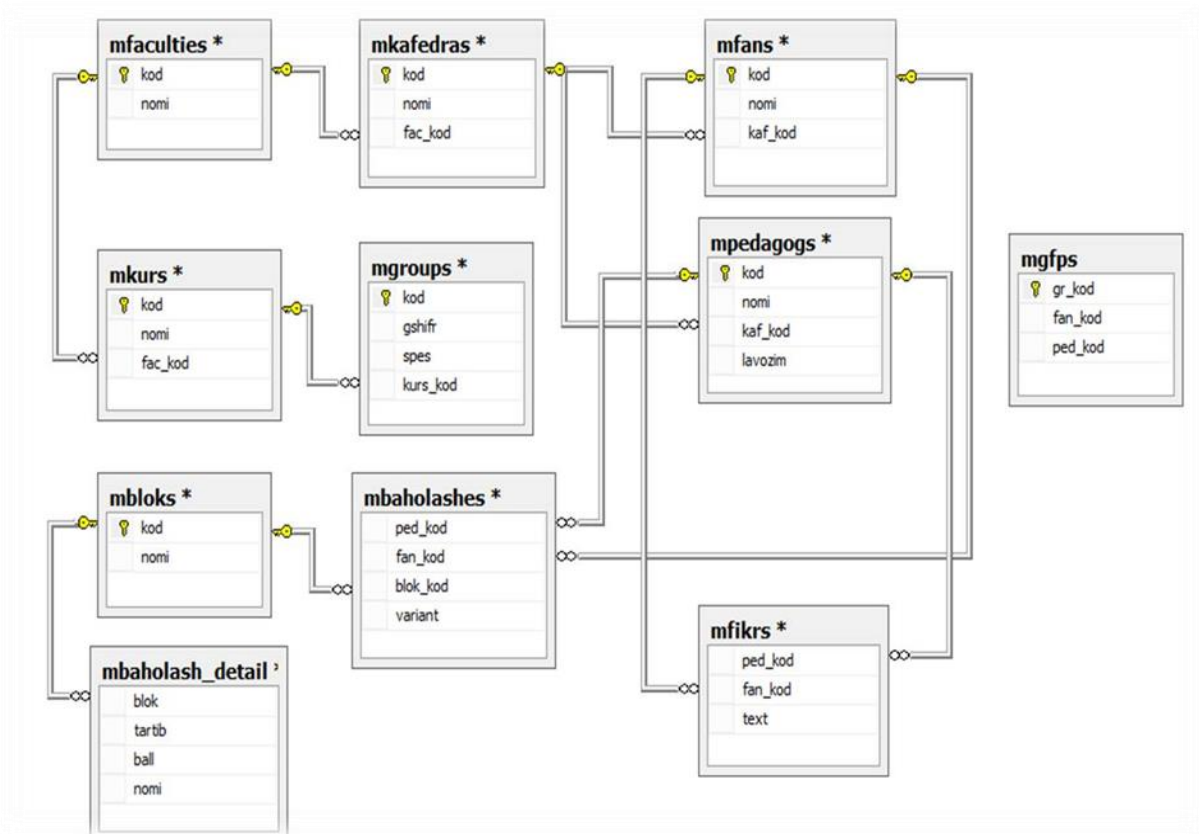 mfaculties *
kod
nomi
mkafedras *
kod
nomi
fac_kod
mfans *
kod
nomi
kaf_kod
mkurs *
kod
nomi
fac_kod
mgroups *
kod
gshifr
spes
kurs_kod
mpedagogs *
kod
nomi
kaf_kod
lavozim
mgfps
gr_kod
fan_kod
ped_kod
mbloks *
kod
nomi
mbaholashes *
ped_kod
fan_kod
blok_kod
variant
mbaholash_detail *
blok
tartib
ball
nomi
mfikrs *
ped_kod
fan_kod
text